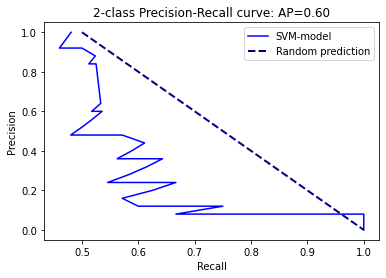 2-class Precision-Recall curve: AP=0.60
SVM-model
Random prediction
Precision
1.0
0.8
0.6
0.4
0.2
0.0
0.5
0.6
0.7
0.8
0.9
1.0
Recall